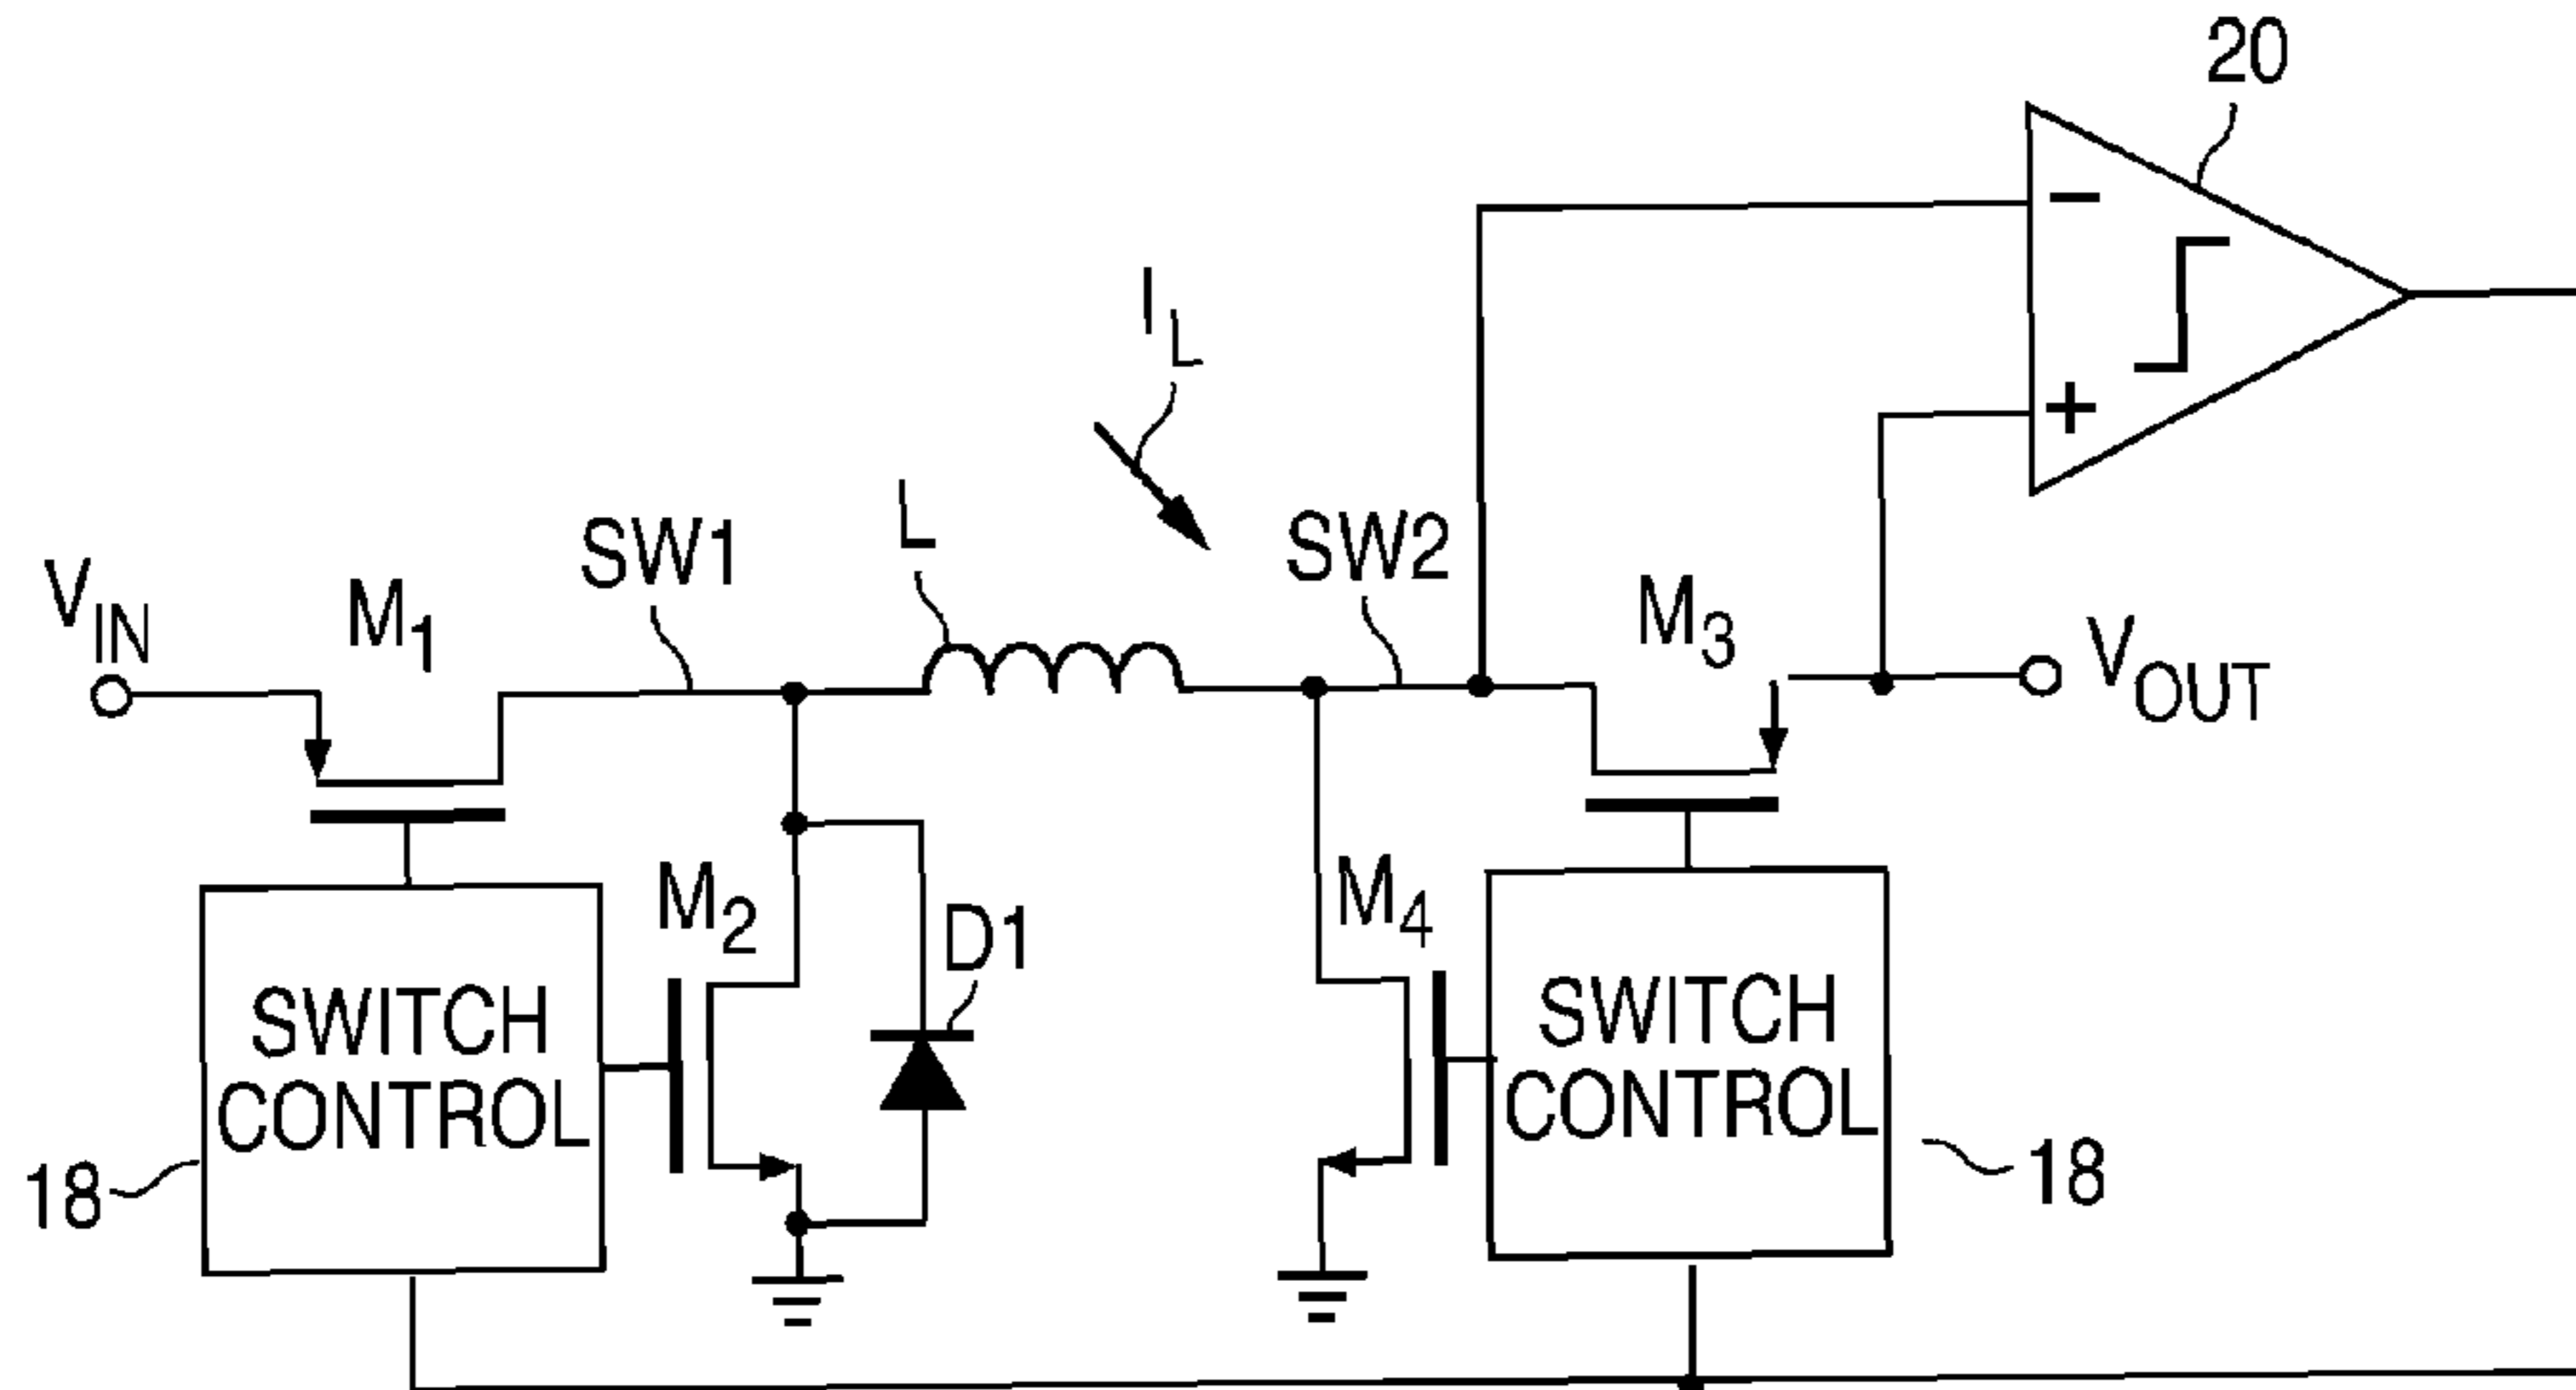 20
−
I_L
+
L
SW1
SW2
V_IN
M_1
M_3
V_OUT
M_2
D1
M_4
SWITCH
CONTROL
SWITCH
CONTROL
18
18